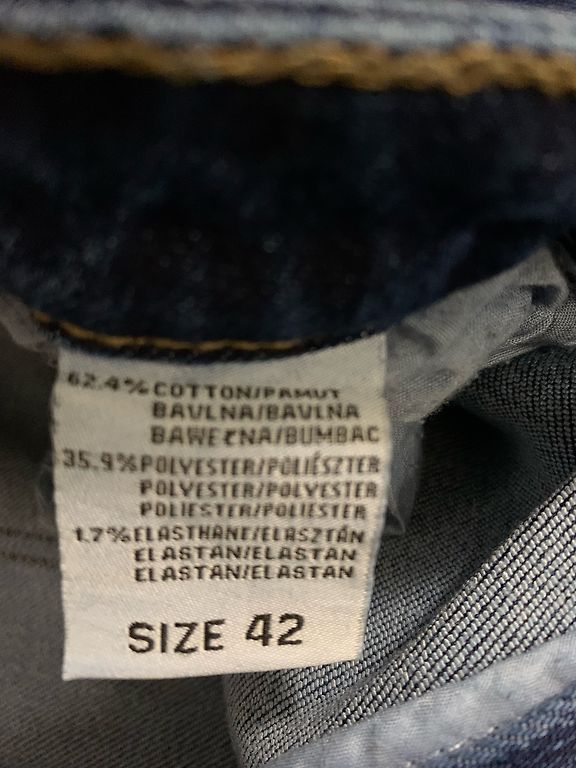 62.4% COTTON/PAMUT
BAVLNA/BAVLNA
BAWEŁNA/BUMBAC
35.9% POLYESTER/POLIÉSZTER
POLYESTER/POLYESTER
POLIESTER/POLIESTER
1.7% ELASTHANE/ELASZTÁN
ELASTAN/ELASTAN
ELASTAN/ELASTAN
SIZE 42